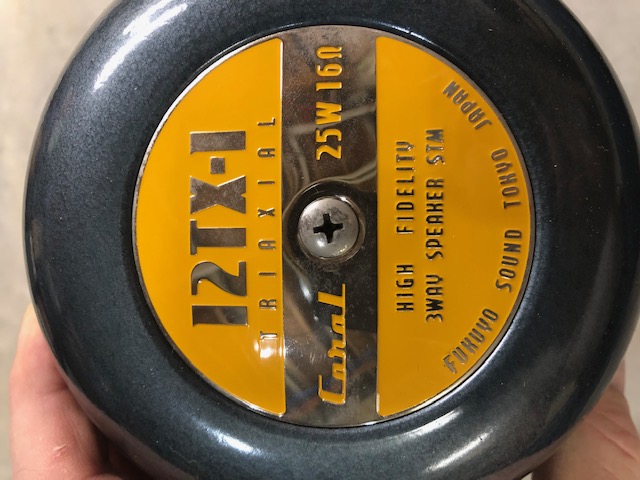 12TX-1
TRIAXIAL
Coral 25W 16Ω
HIGH FIDELITY
3WAY SPEAKER STM
FUKUYO SOUND TOKYO JAPAN